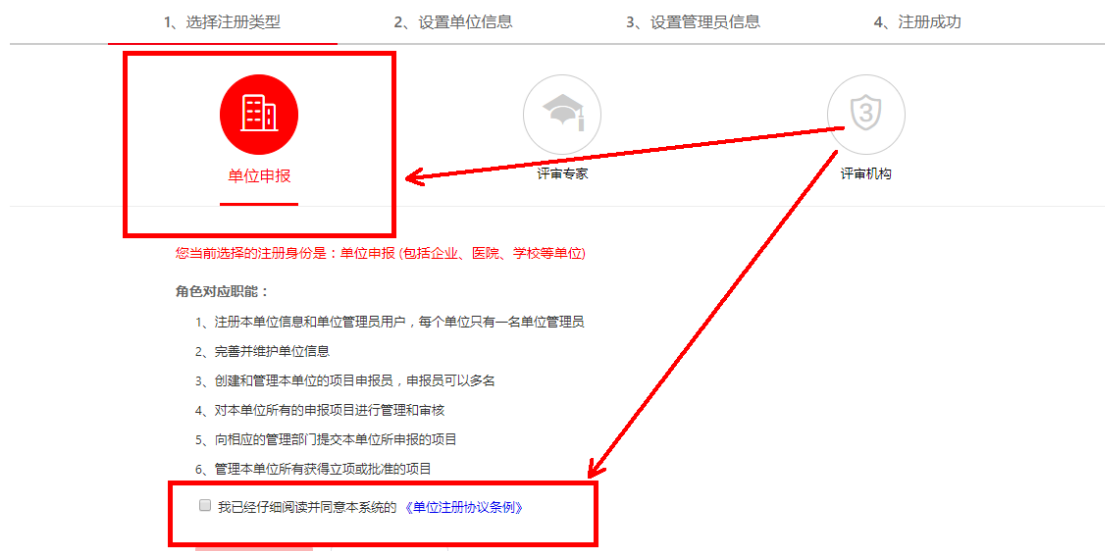 1、选择注册类型 2、设置单位信息 3、设置管理员信息 4、注册成功
3
单位申报 评审专家 评审机构
您当前选择的注册身份是：单位申报 (包括企业、医院、学校等单位)
角色对应职能：
1、注册本单位信息和单位管理员用户，每个单位只有一名单位管理员
2、完善并维护单位信息
3、创建和管理本单位的项目申报员，申报员可以多名
4、对本单位所有的申报项目进行管理和审核
5、向相应的管理部门提交本单位所申报的项目
6、管理本单位所有获得立项或批准的项目
我已经仔细阅读并同意本系统的 《单位注册协议条例》